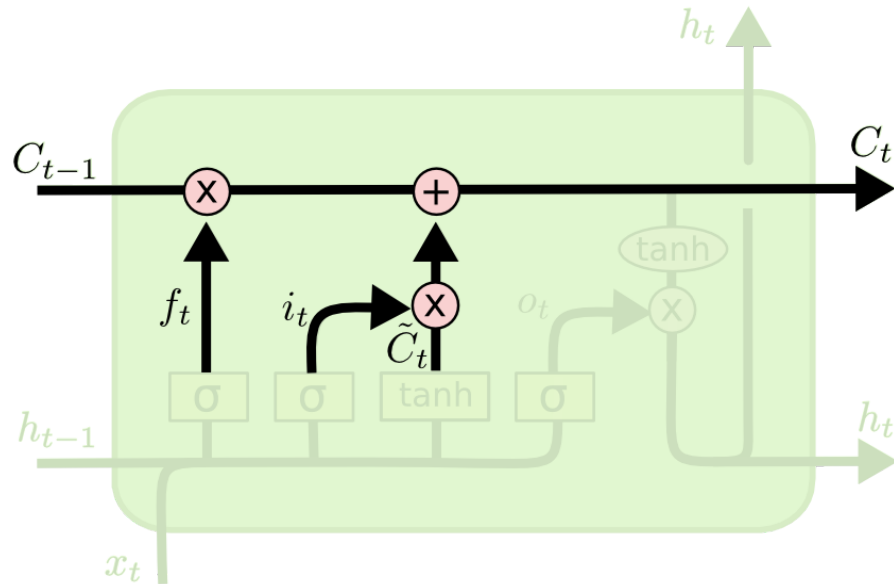 h_t
C_{t-1} × + C_t
tanh
f_t i_t × o_t ×
C̃_t
σ σ tanh σ
h_{t-1} h_t
x_t